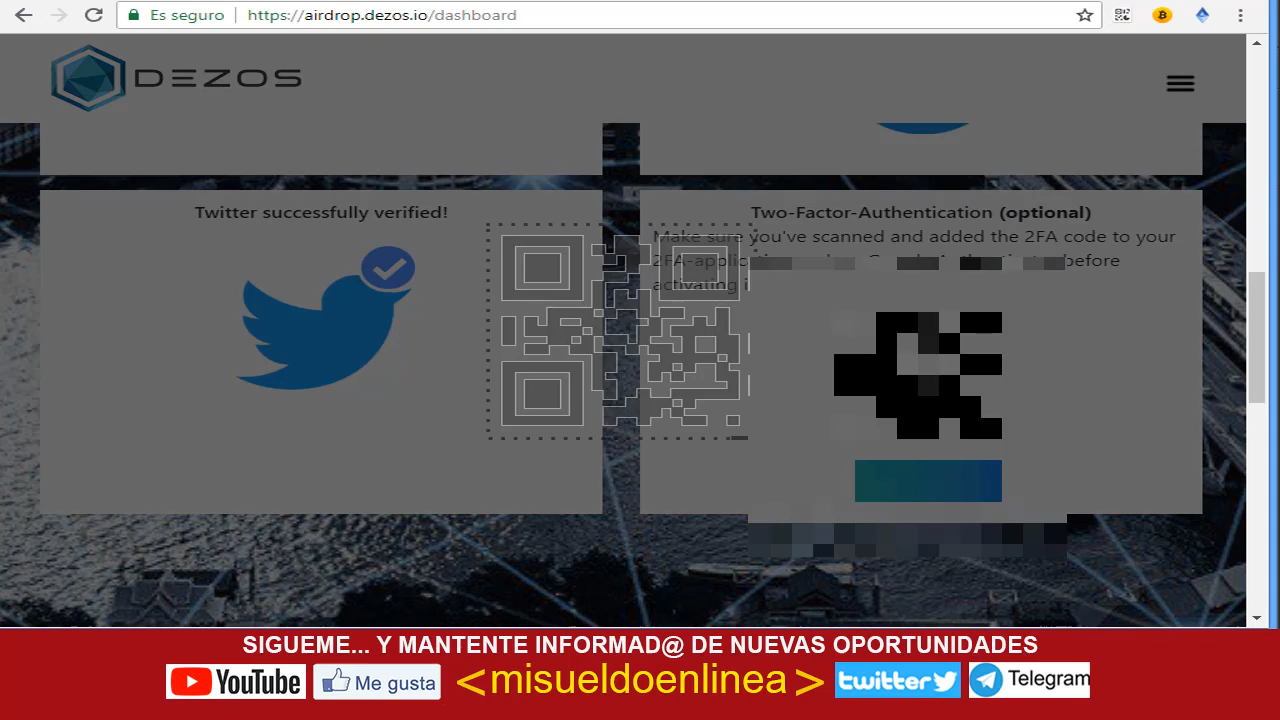 Es seguro
https://airdrop.dezos.io/dashboard
DEZOS
Twitter successfully verified!
Two-Factor-Authentication (optional)
Make sure you've scanned and added the 2FA code to your
2FA-application before
activating
SIGUEME... Y MANTENTE INFORMAD@ DE NUEVAS OPORTUNIDADES
YouTube
Me gusta
<misueldoenlinea>
twitter
Telegram